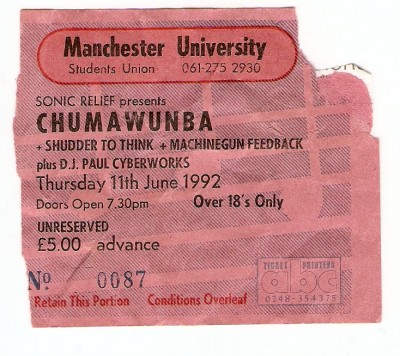 Manchester University
Students Union 061-275 2930
SONIC RELIEF presents
CHUMAWUNBA
+ SHUDDER TO THINK + MACHINEGUN FEEDBACK
plus D.J. PAUL CYBERWORKS
Thursday 11th June 1992
Doors Open 7.30pm Over 18's Only
UNRESERVED
£5.00 advance
No 0087
TICKET PRINTERS
abc
0248-354375
Retain This Portion Conditions Overleaf